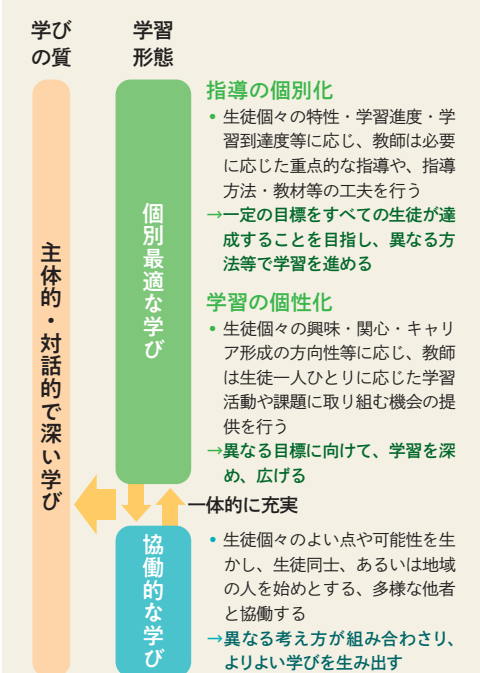 学び
の質
学習
形態
主体的・対話的で深い学び
個別最適な学び
指導の個別化
• 生徒個々の特性・学習進度・学
習到達度等に応じ、教師は必要
に応じた重点的な指導や、指導
方法・教材等の工夫を行う
→一定の目標をすべての生徒が達
成することを目指し、異なる方
法等で学習を進める
学習の個性化
• 生徒個々の興味・関心・キャリ
ア形成の方向性等に応じ、教師
は生徒一人ひとりに応じた学習
活動や課題に取り組む機会の提
供を行う
→異なる目標に向けて、学習を深
め、広げる
一体的に充実
協働的な学び
• 生徒個々のよい点や可能性を生
かし、生徒同士、あるいは地域
の人を始めとする、多様な他者
と協働する
→異なる考え方が組み合わさり、
よりよい学びを生み出す